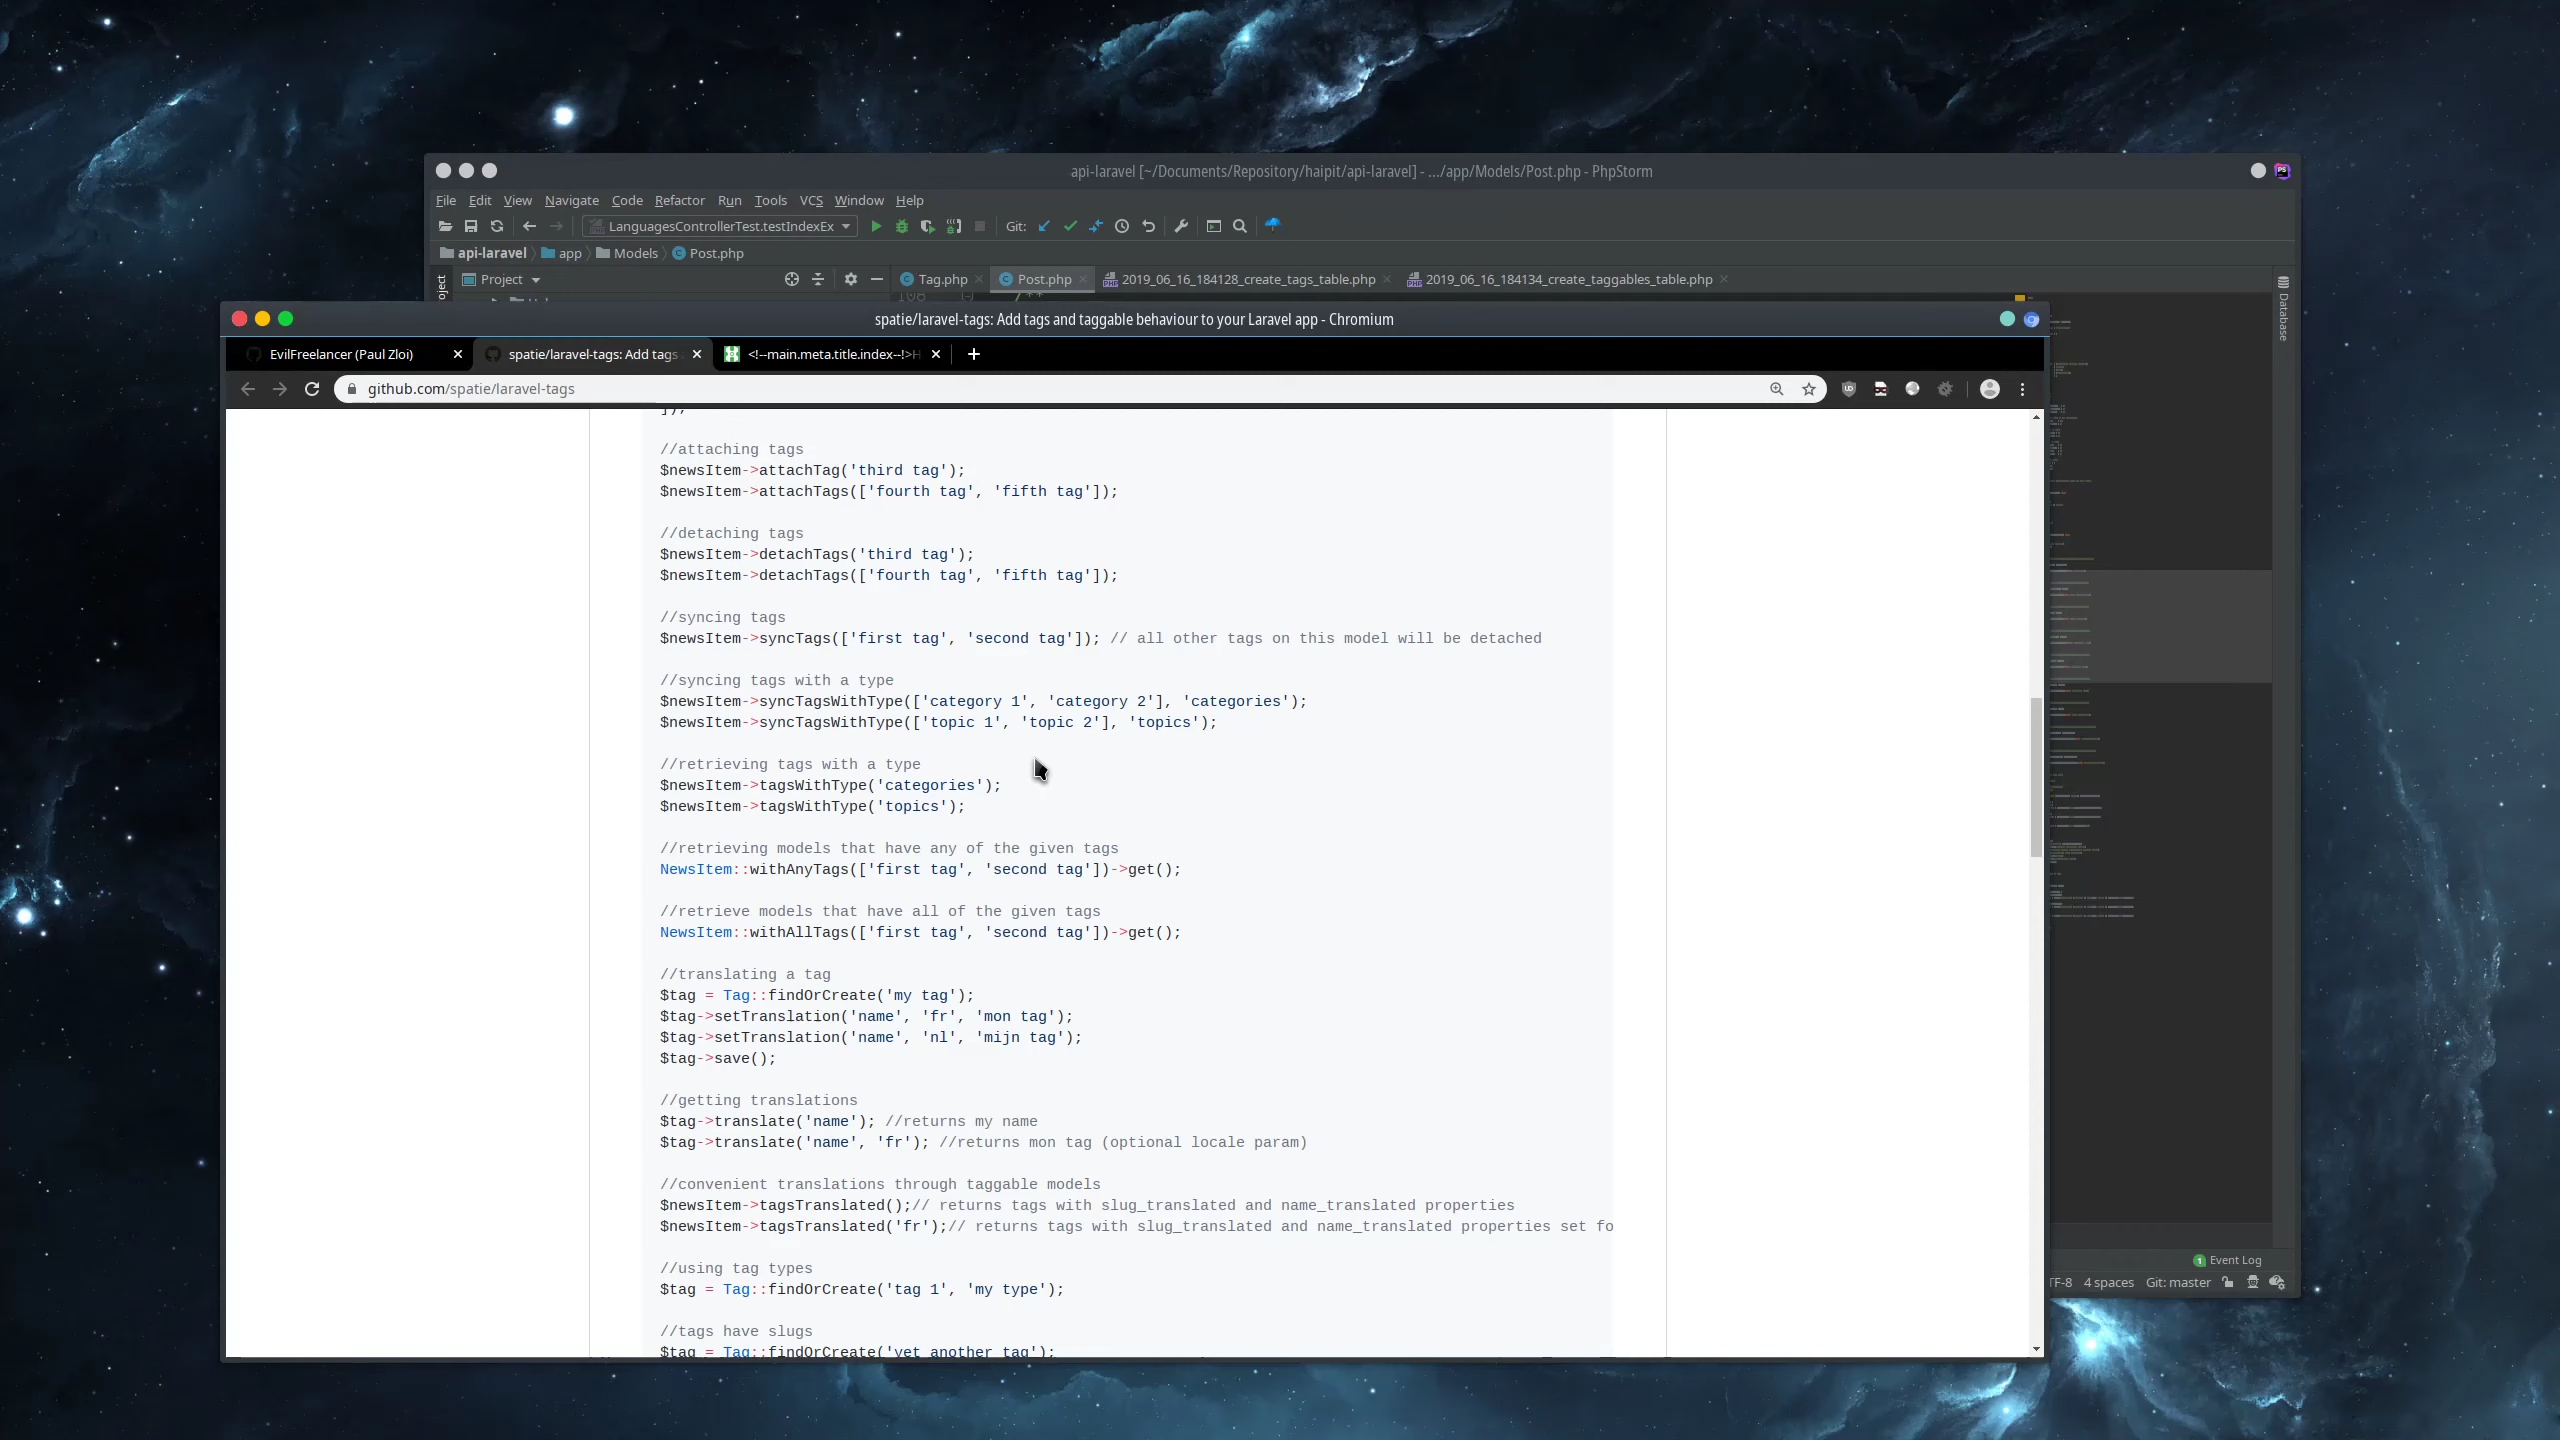 api-laravel [~/Documents/Repository/haipit/api-laravel] - .../app/Models/Post.php - PhpStorm
File Edit View Navigate Code Refactor Run Tools VCS Window Help
LanguagesControllerTest.testIndexEx Git:
api-laravel app Models Post.php
Project Tag.php Post.php 2019_06_16_184128_create_tags_table.php 2019_06_16_184134_create_taggables_table.php
Database
spatie/laravel-tags: Add tags and taggable behaviour to your Laravel app - Chromium
EvilFreelancer (Paul Zloi) spatie/laravel-tags: Add tags <!--main.meta.title.index--!>H
github.com/spatie/laravel-tags
]);
//attaching tags
$newsItem->attachTag('third tag');
$newsItem->attachTags(['fourth tag', 'fifth tag']);
//detaching tags
$newsItem->detachTags('third tag');
$newsItem->detachTags(['fourth tag', 'fifth tag']);
//syncing tags
$newsItem->syncTags(['first tag', 'second tag']); // all other tags on this model will be detached
//syncing tags with a type
$newsItem->syncTagsWithType(['category 1', 'category 2'], 'categories');
$newsItem->syncTagsWithType(['topic 1', 'topic 2'], 'topics');
//retrieving tags with a type
$newsItem->tagsWithType('categories');
$newsItem->tagsWithType('topics');
//retrieving models that have any of the given tags
NewsItem::withAnyTags(['first tag', 'second tag'])->get();
//retrieve models that have all of the given tags
NewsItem::withAllTags(['first tag', 'second tag'])->get();
//translating a tag
$tag = Tag::findOrCreate('my tag');
$tag->setTranslation('name', 'fr', 'mon tag');
$tag->setTranslation('name', 'nl', 'mijn tag');
$tag->save();
//getting translations
$tag->translate('name'); //returns my name
$tag->translate('name', 'fr'); //returns mon tag (optional locale param)
//convenient translations through taggable models
$newsItem->tagsTranslated();// returns tags with slug_translated and name_translated properties
$newsItem->tagsTranslated('fr');// returns tags with slug_translated and name_translated properties set fo
//using tag types
$tag = Tag::findOrCreate('tag 1', 'my type');
//tags have slugs
$tag = Tag::findOrCreate('yet another tag');
1 Event Log
TF-8 4 spaces Git: master